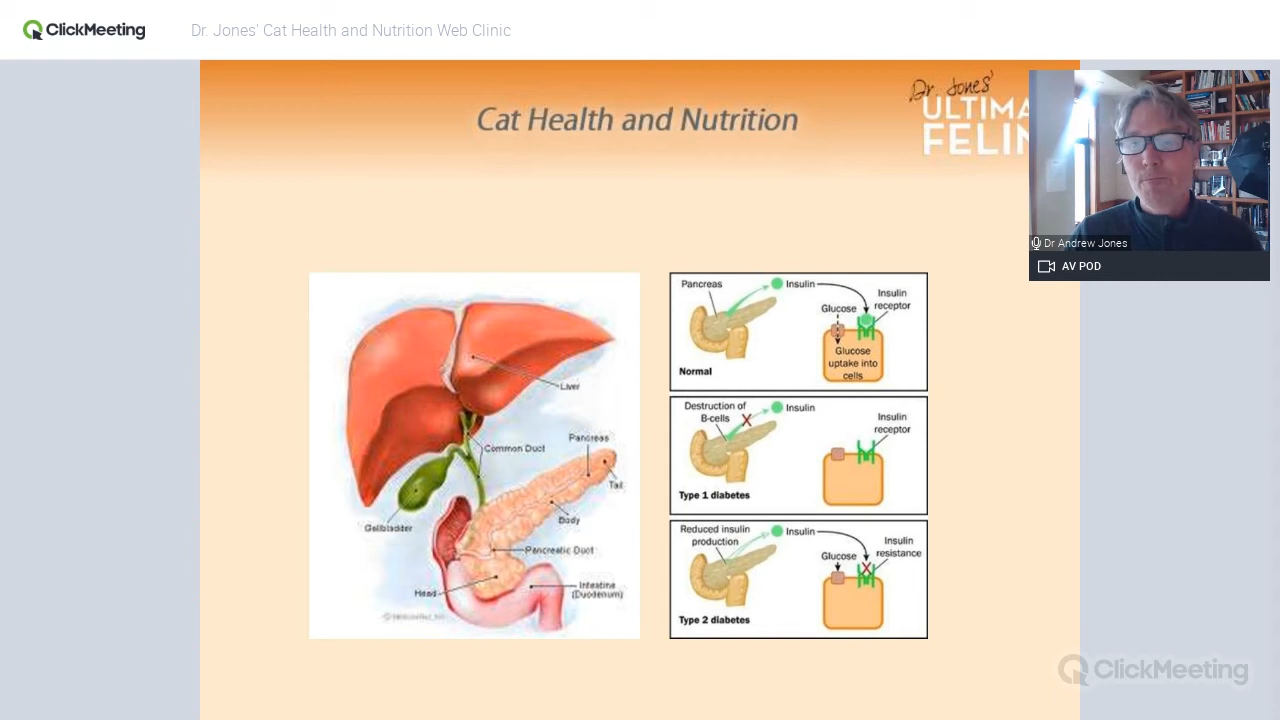 ClickMeeting
Dr. Jones' Cat Health and Nutrition Web Clinic
Cat Health and Nutrition
Dr. Jones'
ULTIMA
FELIN
Dr Andrew Jones
AV POD
Liver
Common Duct
Pancreas
Tail
Body
Gallbladder
Pancreatic Duct
Head
Intestine
(Duodenum)
Pancreas
Insulin
Insulin
receptor
Glucose
Glucose
uptake into
cells
Normal
Destruction of
B-cells
Insulin
Insulin
receptor
Type 1 diabetes
Reduced insulin
production
Insulin
Insulin
resistance
Glucose
Type 2 diabetes
ClickMeeting